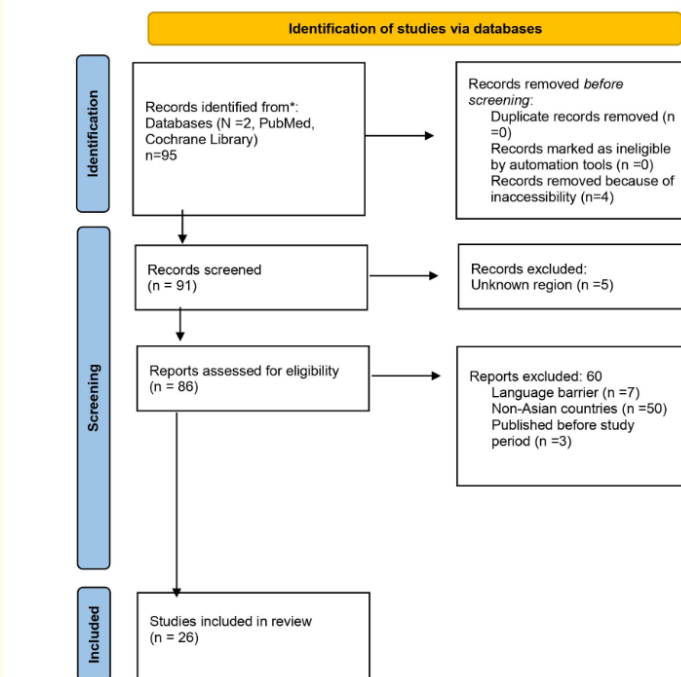 Identification of studies via databases
Identification
Records identified from*:
Databases (N =2, PubMed,
Cochrane Library)
n=95
Records removed before
screening:
Duplicate records removed (n
=0)
Records marked as ineligible
by automation tools (n =0)
Records removed because of
inaccessibility (n=4)
Screening
Records screened
(n = 91)
Records excluded:
Unknown region (n =5)
Reports assessed for eligibility
(n = 86)
Reports excluded: 60
Language barrier (n =7)
Non-Asian countries (n =50)
Published before study
period (n =3)
Included
Studies included in review
(n = 26)